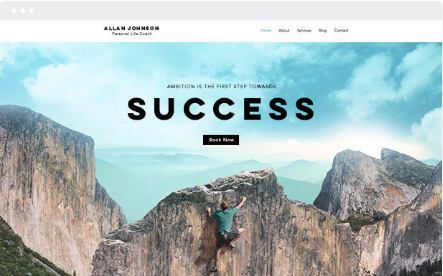 ALLAN JOHNSON
Personal Life Coach
Home About Services Blog Contact
AMBITION IS THE FIRST STEP TOWARDS
SUCCESS
Book Now